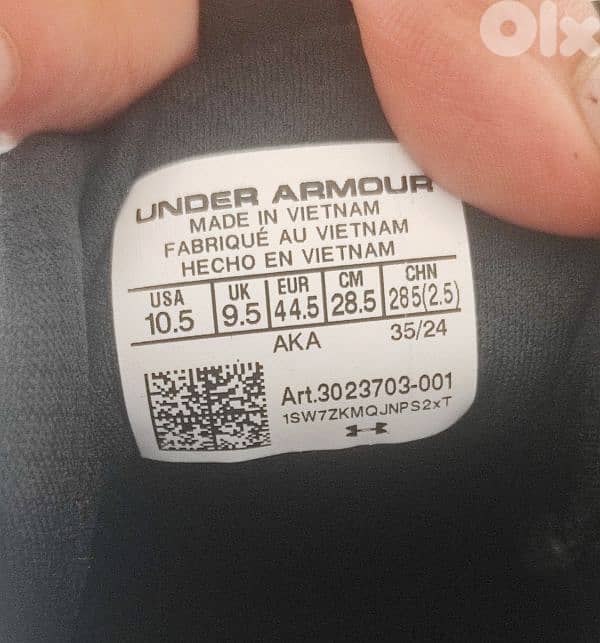 Olx
UNDER ARMOUR
MADE IN VIETNAM
FABRIQUÉ AU VIETNAM
HECHO EN VIETNAM
USA UK EUR CM CHN
10.5 9.5 44.5 28.5 285(2.5)
AKA 35/24
Art.3023703-001
1SW7ZKMQJNPS2xT